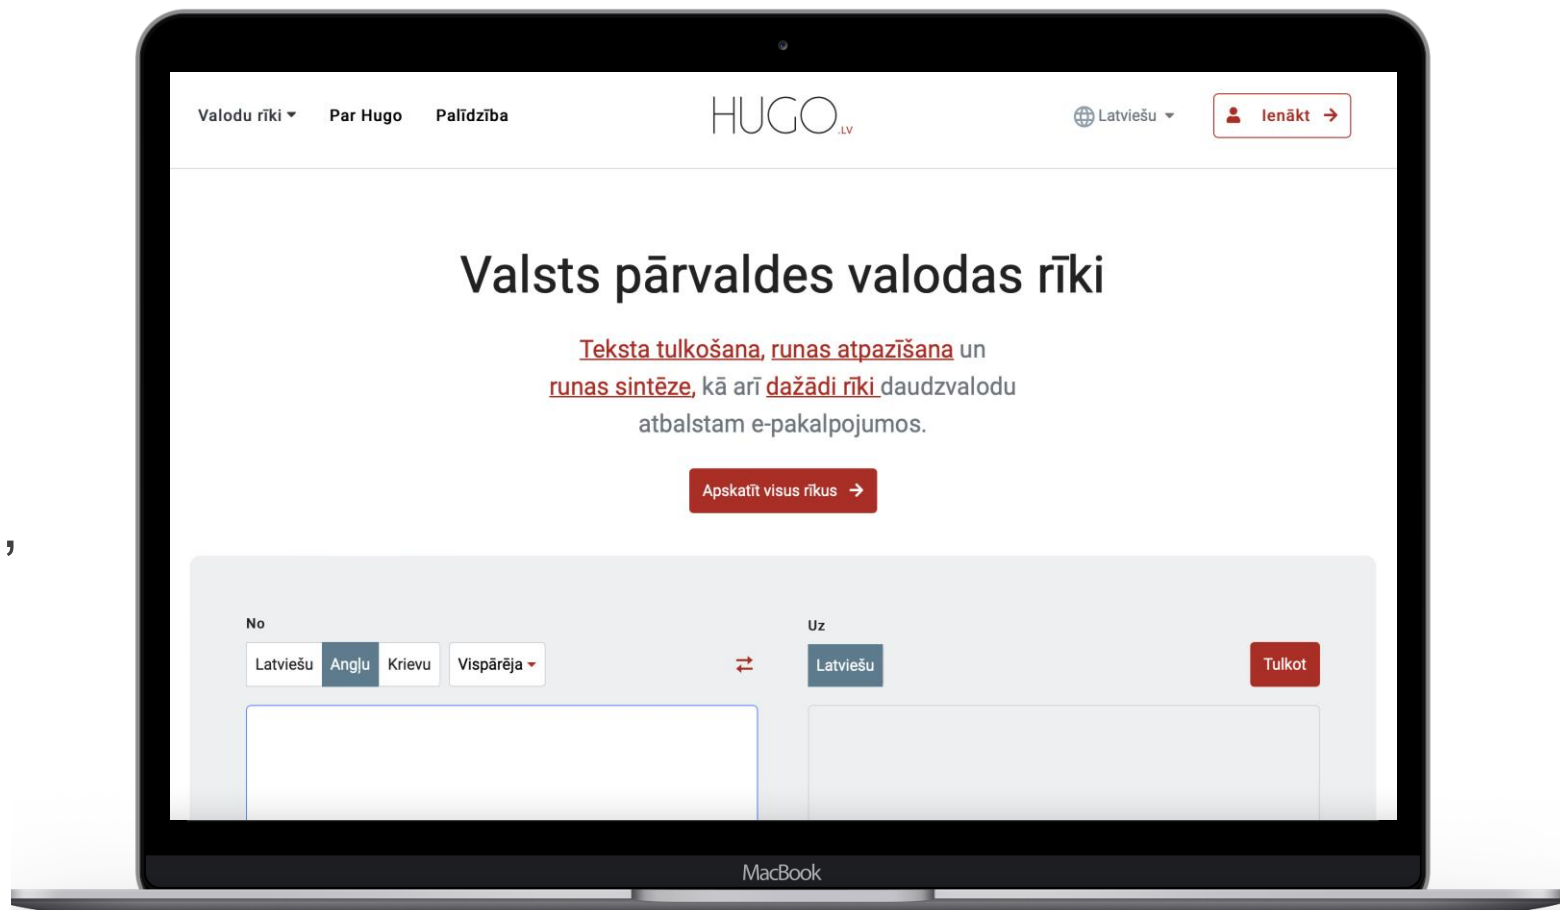 Valodu rīki Par Hugo Palīdzība HUGO.LV Latviešu Ienākt
Valsts pārvaldes valodas rīki
Teksta tulkošana, runas atpazīšana un
runas sintēze, kā arī dažādi rīki daudzvalodu
atbalstam e-pakalpojumos.
Apskatīt visus rīkus
,
No Uz
Latviešu Angļu Krievu Vispārēja Latviešu Tulkot
MacBook